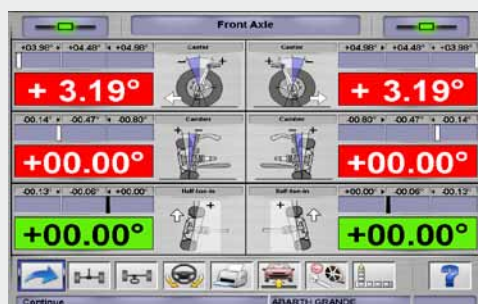 Front Axle
+03.98° +04.48° +04.98° Caster Caster +04.98° +04.48° +03.98°
+ 3.19° + 3.19°
-00.14° -00.47° -00.80° Camber Camber -00.80° -00.47° -00.14°
+00.00° +00.00°
-00.13° -00.06° +00.00° Half toe-in Half toe-in +00.00° -00.06° -00.13°
+00.00° +00.00°
Continue ABARTH GRANDE